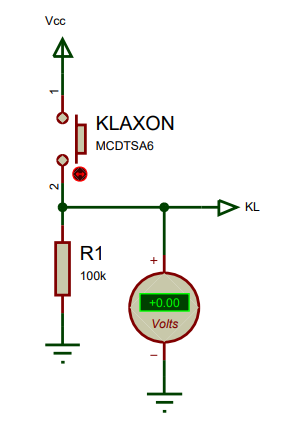 Vcc
1
KLAXON
MCDTSA6
2
KL
R1
100k
+
+0.00
Volts
−